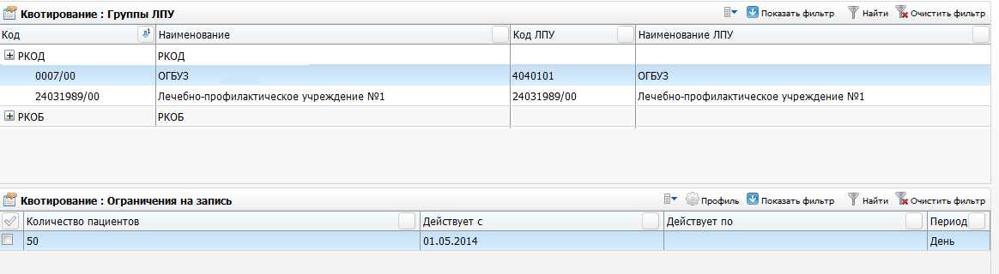 Квотирование : Группы ЛПУ Показать фильтр Найти Очистить фильтр
Код Наименование Код ЛПУ Наименование ЛПУ
РКОД РКОД
0007/00 ОГБУЗ 4040101 ОГБУЗ
24031989/00 Лечебно-профилактическое учреждение №1 24031989/00 Лечебно-профилактическое учреждение №1
РКОБ РКОБ
Квотирование : Ограничения на запись Профиль Показать фильтр Найти Очистить фильтр
Количество пациентов Действует с Действует по Период
50 01.05.2014 День